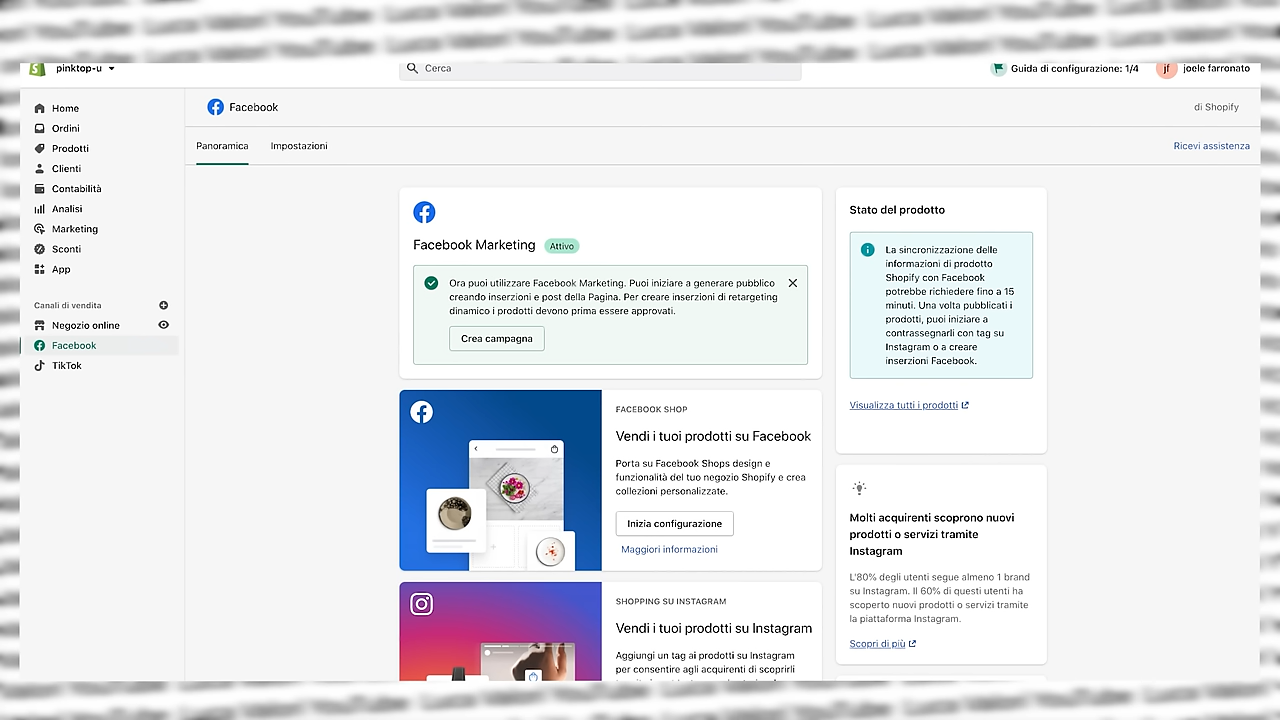 pinktop-u
Cerca
Guida di configurazione: 1/4
jf
joele farronato
Home
Ordini
Prodotti
Clienti
Contabilità
Analisi
Marketing
Sconti
App
Canali di vendita
Negozio online
Facebook
TikTok
Facebook
di Shopify
Panoramica
Impostazioni
Ricevi assistenza
Facebook Marketing
Attivo
Ora puoi utilizzare Facebook Marketing. Puoi iniziare a generare pubblico
creando inserzioni e post della Pagina. Per creare inserzioni di retargeting
dinamico i prodotti devono prima essere approvati.
Crea campagna
FACEBOOK SHOP
Vendi i tuoi prodotti su Facebook
Porta su Facebook Shops design e
funzionalità del tuo negozio Shopify e crea
collezioni personalizzate.
Inizia configurazione
Maggiori informazioni
SHOPPING SU INSTAGRAM
Vendi i tuoi prodotti su Instagram
Aggiungi un tag ai prodotti su Instagram
per consentire agli acquirenti di scoprirli
Stato del prodotto
La sincronizzazione delle
informazioni di prodotto
Shopify con Facebook
potrebbe richiedere fino a 15
minuti. Una volta pubblicati i
prodotti, puoi iniziare a
contrassegnarli con tag su
Instagram o a creare
inserzioni Facebook.
Visualizza tutti i prodotti
Molti acquirenti scoprono nuovi
prodotti o servizi tramite
Instagram
L'80% degli utenti segue almeno 1 brand
su Instagram. Il 60% di questi utenti ha
scoperto nuovi prodotti o servizi tramite
la piattaforma Instagram.
Scopri di più